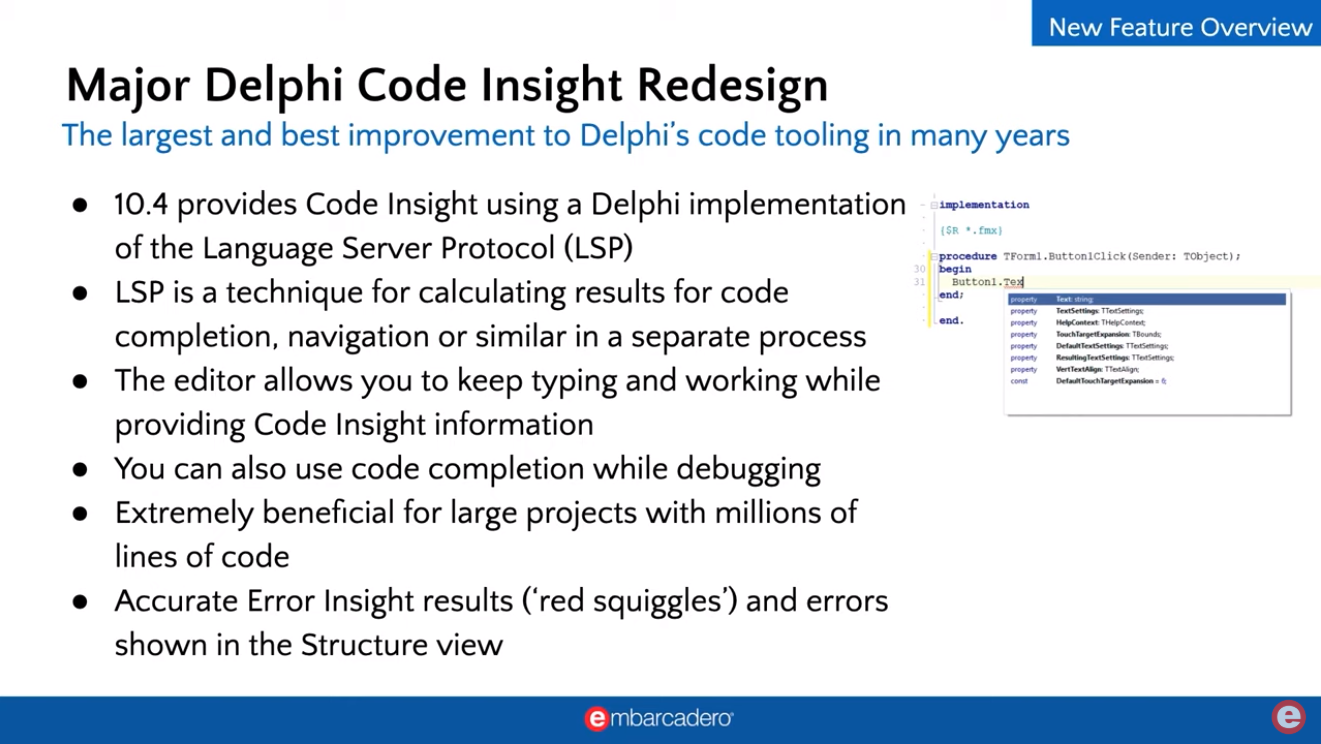 New Feature Overview
Major Delphi Code Insight Redesign
The largest and best improvement to Delphi's code tooling in many years
● 10.4 provides Code Insight using a Delphi implementation
of the Language Server Protocol (LSP)
● LSP is a technique for calculating results for code
completion, navigation or similar in a separate process
● The editor allows you to keep typing and working while
providing Code Insight information
● You can also use code completion while debugging
● Extremely beneficial for large projects with millions of
lines of code
● Accurate Error Insight results (‘red squiggles’) and errors
shown in the Structure view
implementation
{$R *.fmx}
procedure TForm1.Button1Click(Sender: TObject);
30 begin
31 Button1.Tex
end;
end.
property Text: string;
property TextSettings: TTextSettings;
property HelpContext: THelpContext;
property TouchTargetExpansion: TBounds;
property DefaultTextSettings: TTextSettings;
property ResultingTextSettings: TTextSettings;
property VertTextAlign: TTextAlign;
const DefaultTouchTargetExpansion = 6;
embarcadero®
e